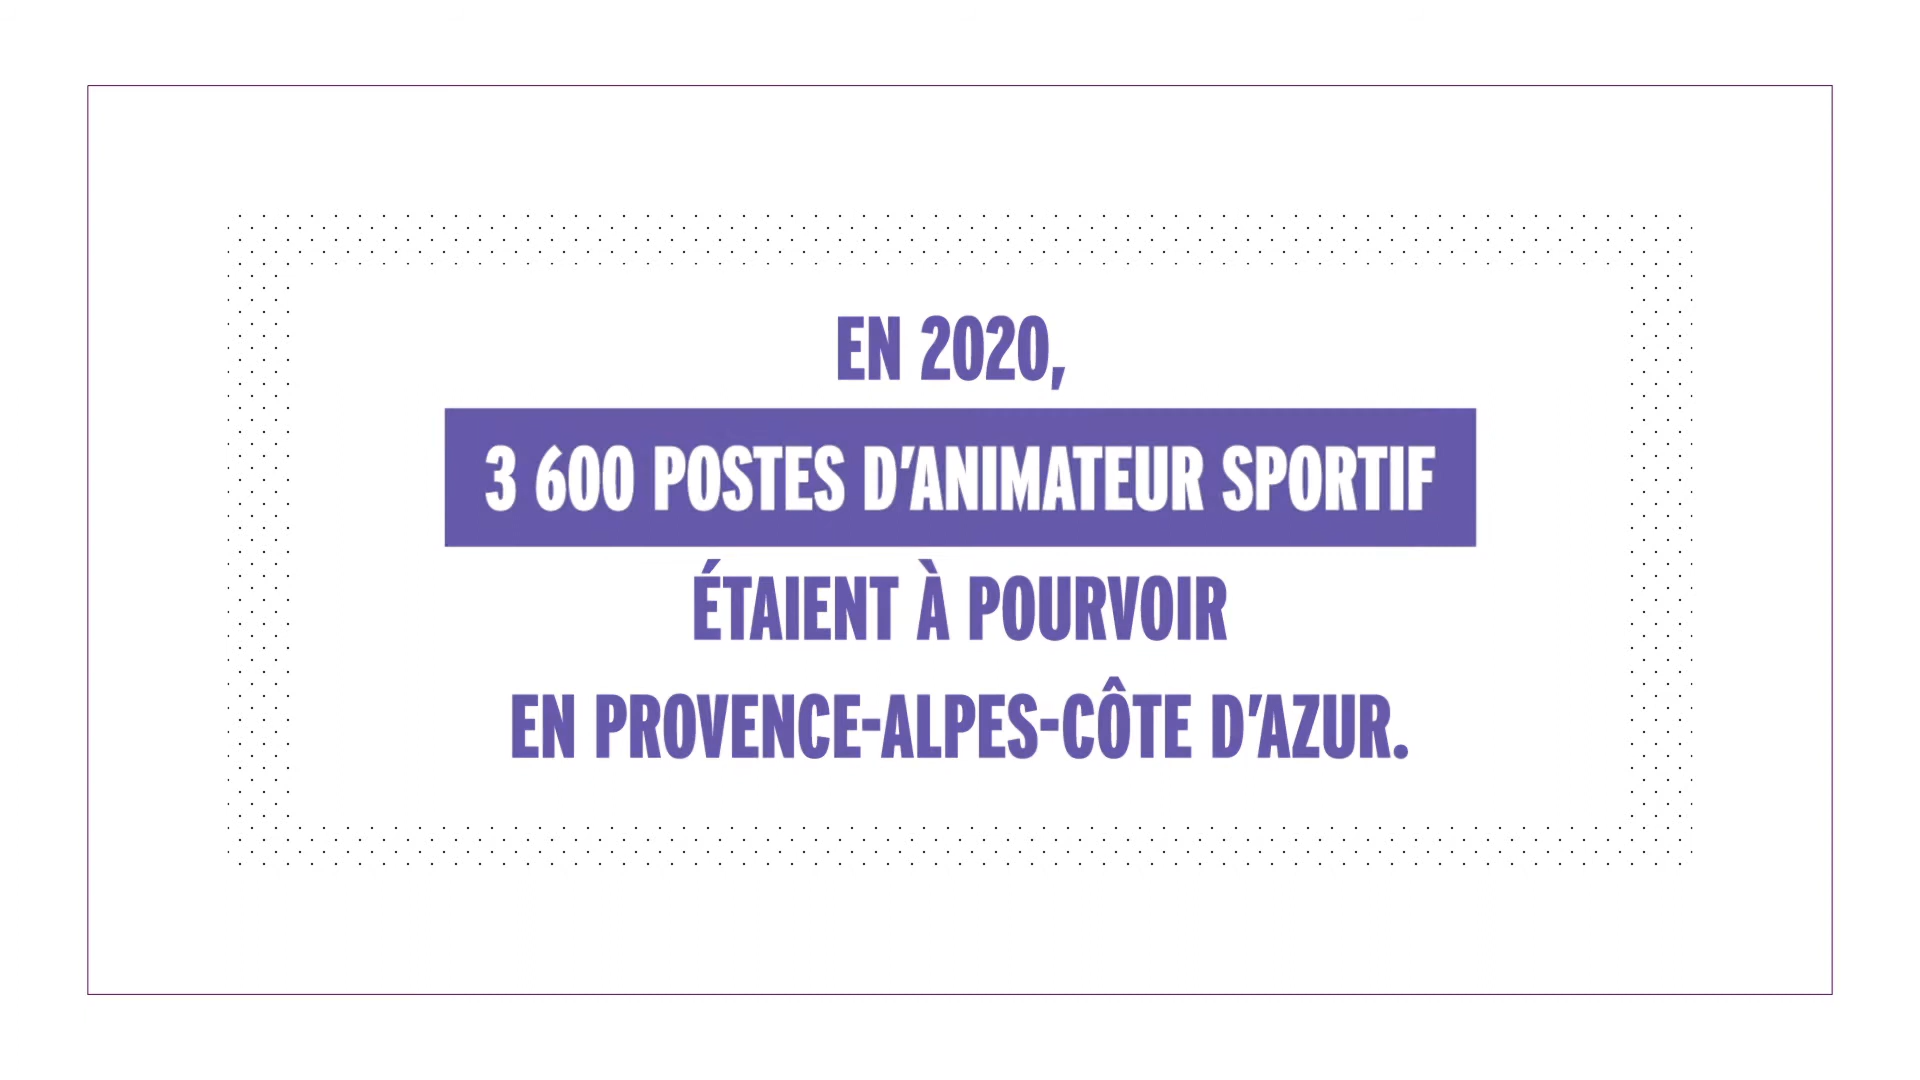 EN 2020,
3 600 POSTES D’ANIMATEUR SPORTIF
ÉTAIENT À POURVOIR
EN PROVENCE-ALPES-CÔTE D’AZUR.